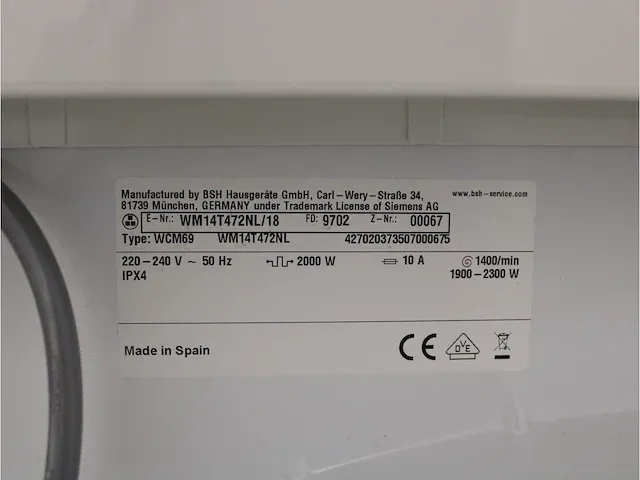 Manufactured by BSH Hausgeräte GmbH, Carl-Wery-Straße 34,
www.bsh-service.com
81739 München, GERMANY under Trademark License of Siemens AG
E-Nr.: WM14T472NL/18 FD: 9702 Z-Nr.: 00067
Type: WCM69 WM14T472NL 427020373507000675
220-240 V ~ 50 Hz 2000 W 10 A 1400/min
IPX4 1900-2300 W
Made in Spain CE DVE